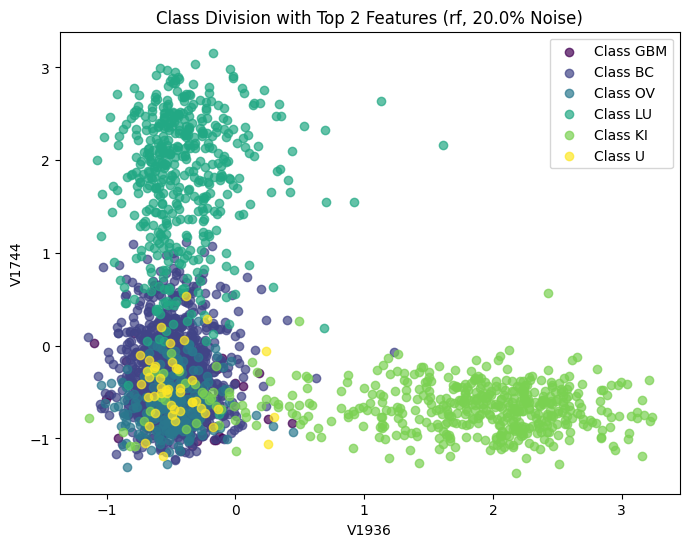 Class Division with Top 2 Features (rf, 20.0% Noise)
Class GBM
Class BC
Class OV
Class LU
Class KI
Class U
V1744
3
2
1
0
−1
−1
0
1
2
3
V1936